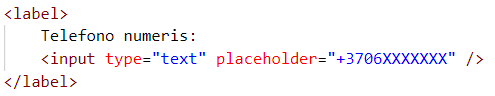 <label>
Telefono numeris:
<input type="text" placeholder="+3706XXXXXXX" />
</label>